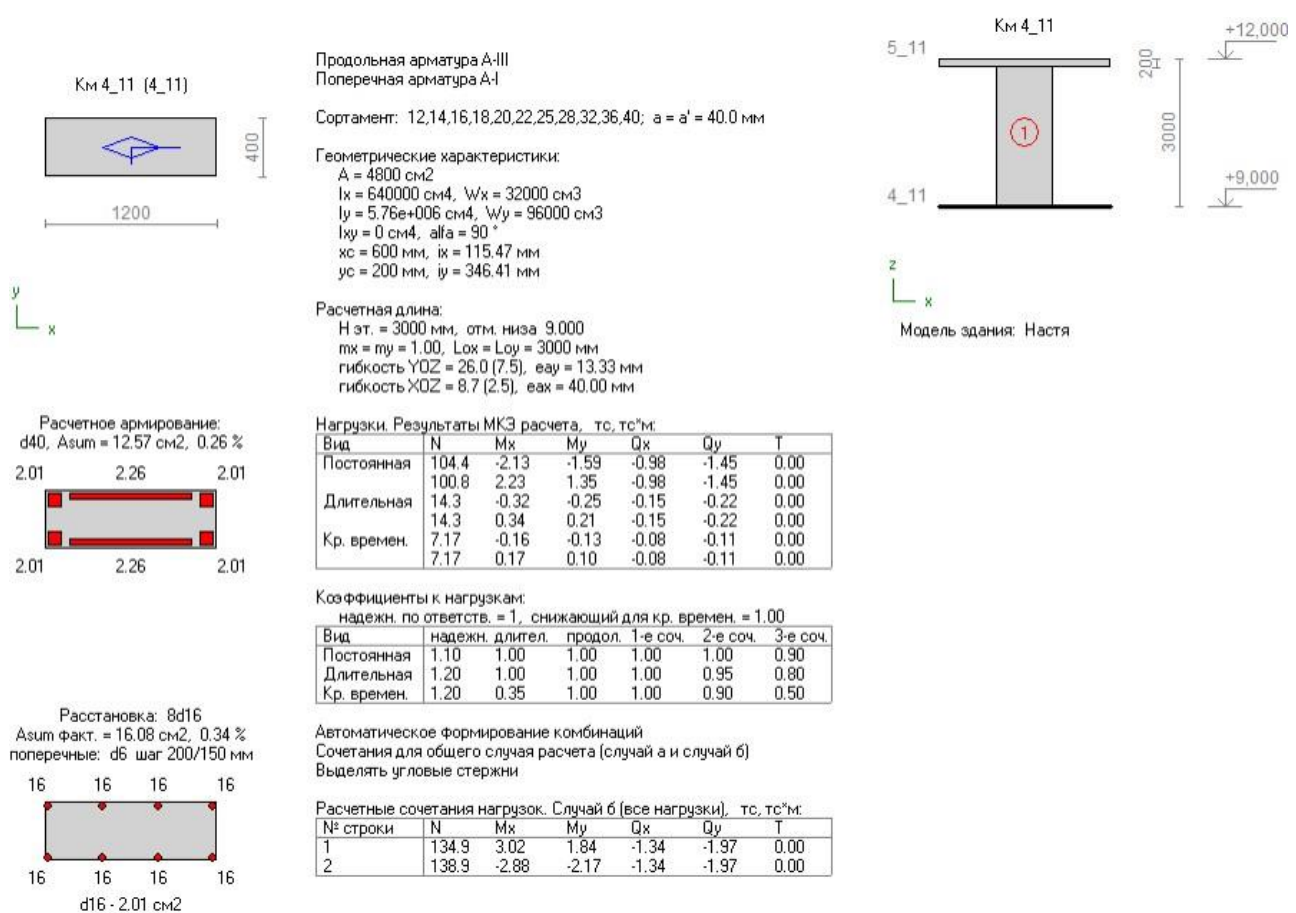 Км 4_11 (4_11)
400
1200
y
x
Расчетное армирование:
d40, Asum = 12.57 см2, 0.26 %
2.01 2.26 2.01
2.01 2.26 2.01
Расстановка: 8d16
Asum факт. = 16.08 см2, 0.34 %
поперечные: d6 шаг 200/150 мм
16 16 16 16
16 16 16 16
d16 - 2.01 см2
Продольная арматура A-III
Поперечная арматура A-I
Сортамент: 12,14,16,18,20,22,25,28,32,36,40; a = a' = 40.0 мм
Геометрические характеристики:
A = 4800 см2
Ix = 640000 см4, Wx = 32000 см3
Iy = 5.76e+006 см4, Wy = 96000 см3
Ixy = 0 см4, alfa = 90 °
xc = 600 мм, ix = 115.47 мм
yc = 200 мм, iy = 346.41 мм
Расчетная длина:
H эт. = 3000 мм, отм. низа 9.000
mx = my = 1.00, Lox = Loy = 3000 мм
гибкость YOZ = 26.0 (7.5), eay = 13.33 мм
гибкость XOZ = 8.7 (2.5), eax = 40.00 мм
Нагрузки. Результаты МКЭ расчета, тс, тс*м:
Вид N Mx My Qx Qy T
Постоянная 104.4 -2.13 -1.59 -0.98 -1.45 0.00
100.8 2.23 1.35 -0.98 -1.45 0.00
Длительная 14.3 -0.32 -0.25 -0.15 -0.22 0.00
14.3 0.34 0.21 -0.15 -0.22 0.00
Кр. времен. 7.17 -0.16 -0.13 -0.08 -0.11 0.00
7.17 0.17 0.10 -0.08 -0.11 0.00
Коэффициенты к нагрузкам:
надежн. по ответств. = 1, снижающий для кр. времен. = 1.00
Вид надежн. длител. продол. 1-е соч. 2-е соч. 3-е соч.
Постоянная 1.10 1.00 1.00 1.00 1.00 0.90
Длительная 1.20 1.00 1.00 1.00 0.95 0.80
Кр. времен. 1.20 0.35 1.00 1.00 0.90 0.50
Автоматическое формирование комбинаций
Сочетания для общего случая расчета (случай а и случай б)
Выделять угловые стержни
Расчетные сочетания нагрузок. Случай б (все нагрузки), тс, тс*м:
№ строки N Mx My Qx Qy T
1 134.9 3.02 1.84 -1.34 -1.97 0.00
2 138.9 -2.88 -2.17 -1.34 -1.97 0.00
Км 4_11
5_11
200
+12,000
1
3000
4_11
+9,000
z
x
Модель здания: Настя